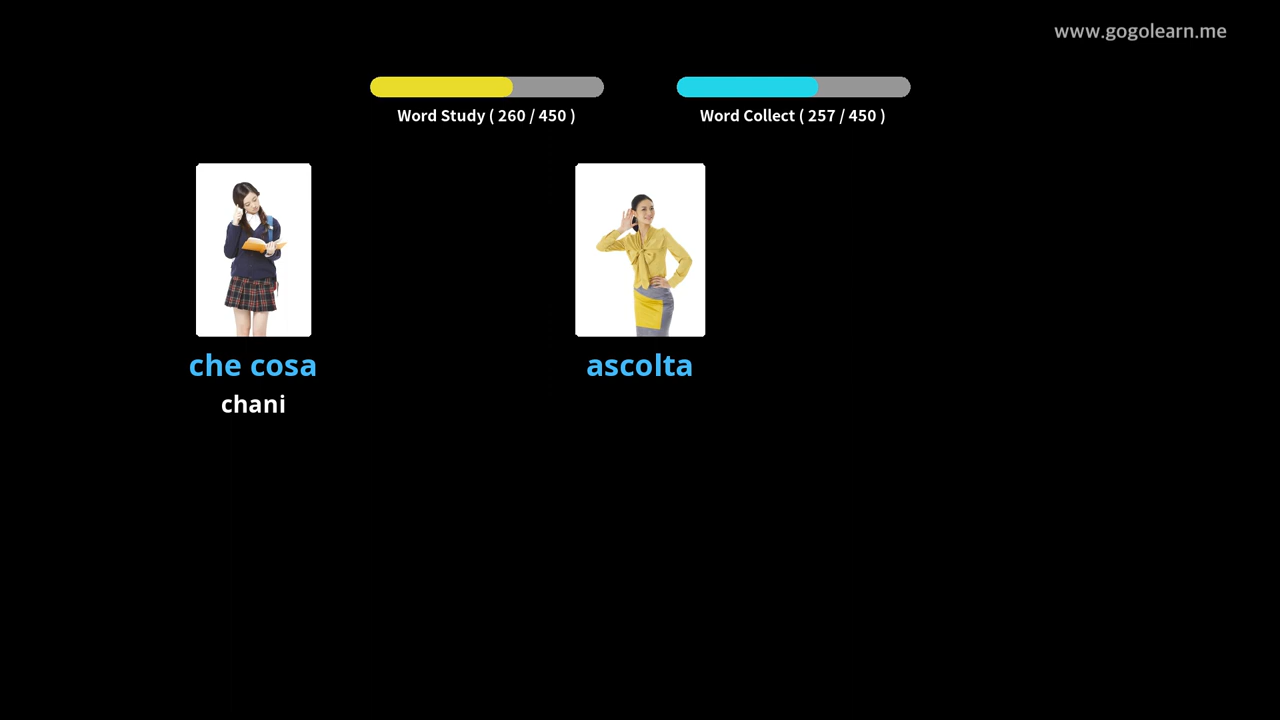 www.gogolearn.me
Word Study ( 260 / 450 )
Word Collect ( 257 / 450 )
che cosa
chani
ascolta